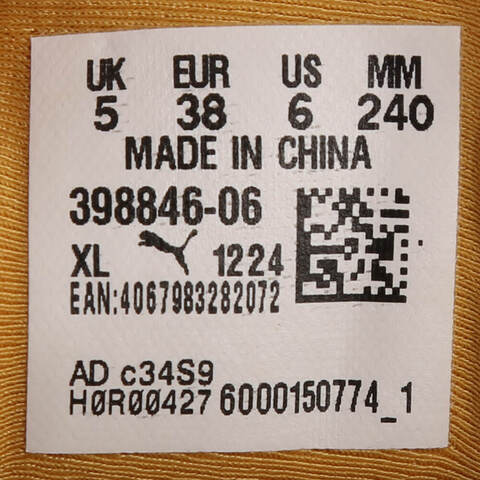 UK EUR US MM
5 38 6 240
MADE IN CHINA
398846-06
XL 1224
EAN:4067983282072
AD c34S9
H0R00427 6000150774_1